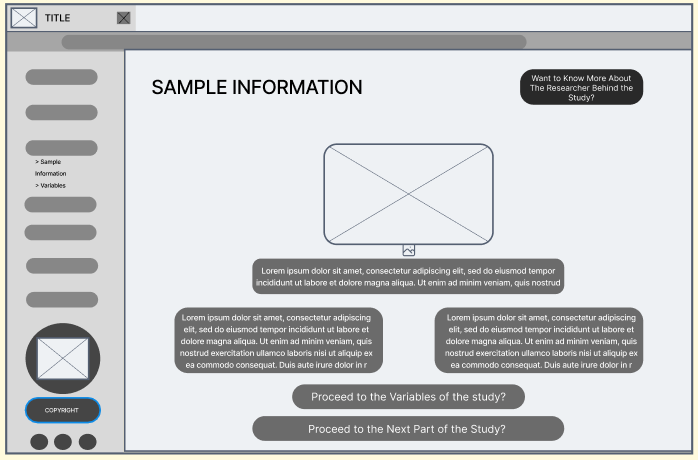 TITLE
SAMPLE INFORMATION
Want to Know More About
The Researcher Behind the
Study?
> Sample
Information
> Variables
Lorem ipsum dolor sit amet, consectetur adipiscing elit, sed do eiusmod tempor
incididunt ut labore et dolore magna aliqua. Ut enim ad minim veniam, quis nostrud
Lorem ipsum dolor sit amet, consectetur adipiscing
elit, sed do eiusmod tempor incididunt ut labore et
dolore magna aliqua. Ut enim ad minim veniam, quis
nostrud exercitation ullamco laboris nisi ut aliquip ex
ea commodo consequat. Duis aute irure dolor in r
Lorem ipsum dolor sit amet, consectetur adipiscing
elit, sed do eiusmod tempor incididunt ut labore et
dolore magna aliqua. Ut enim ad minim veniam, quis
nostrud exercitation ullamco laboris nisi ut aliquip ex
ea commodo consequat. Duis aute irure dolor in r
Proceed to the Variables of the study?
Proceed to the Next Part of the Study?
COPYRIGHT